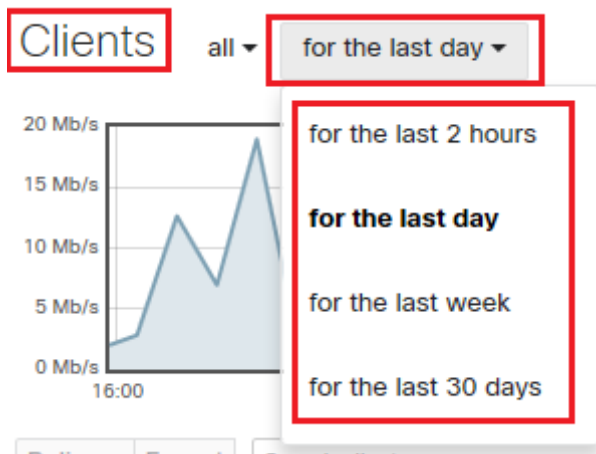 Clients all for the last day
20 Mb/s
for the last 2 hours
15 Mb/s
for the last day
10 Mb/s
for the last week
5 Mb/s
0 Mb/s
for the last 30 days
16:00